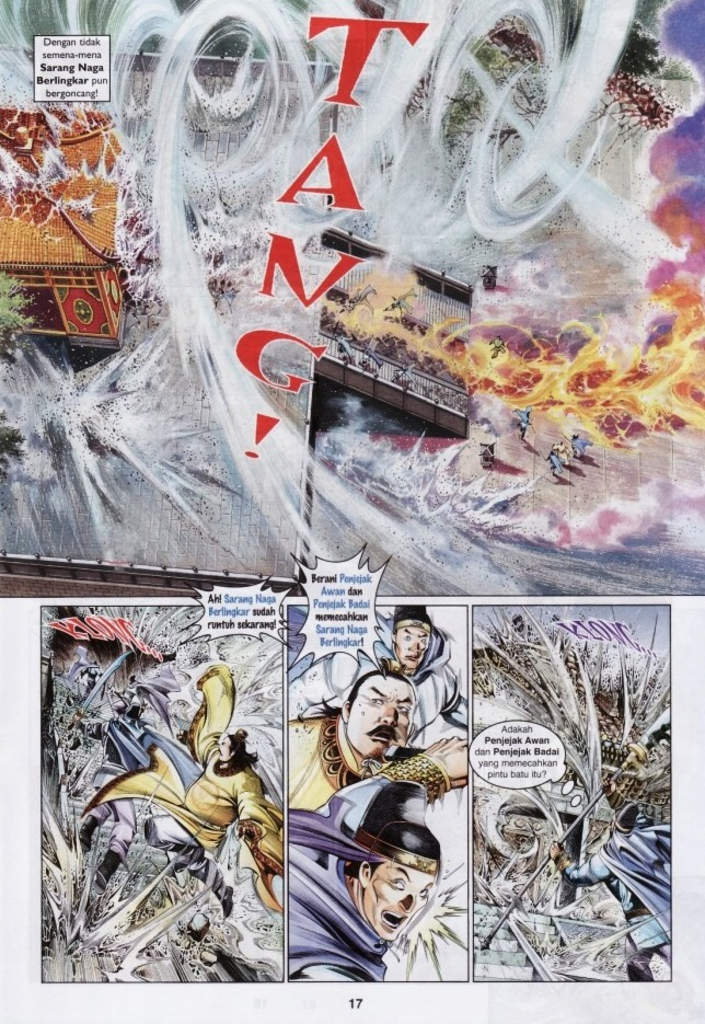 Dengan tidak
semena-mena
Sarang Naga
Berlingkar pun
bergoncang!
TANG!
Ah! Sarang Naga
Berlingkar sudah
runtuh sekarang!
Berani Penjejak
Awan dan
Penjejak Badai
memecahkan
Sarang Naga
Berlingkar!
Adakah
Penjejak Awan
dan Penjejak Badai
yang memecahkan
pintu batu itu?
17